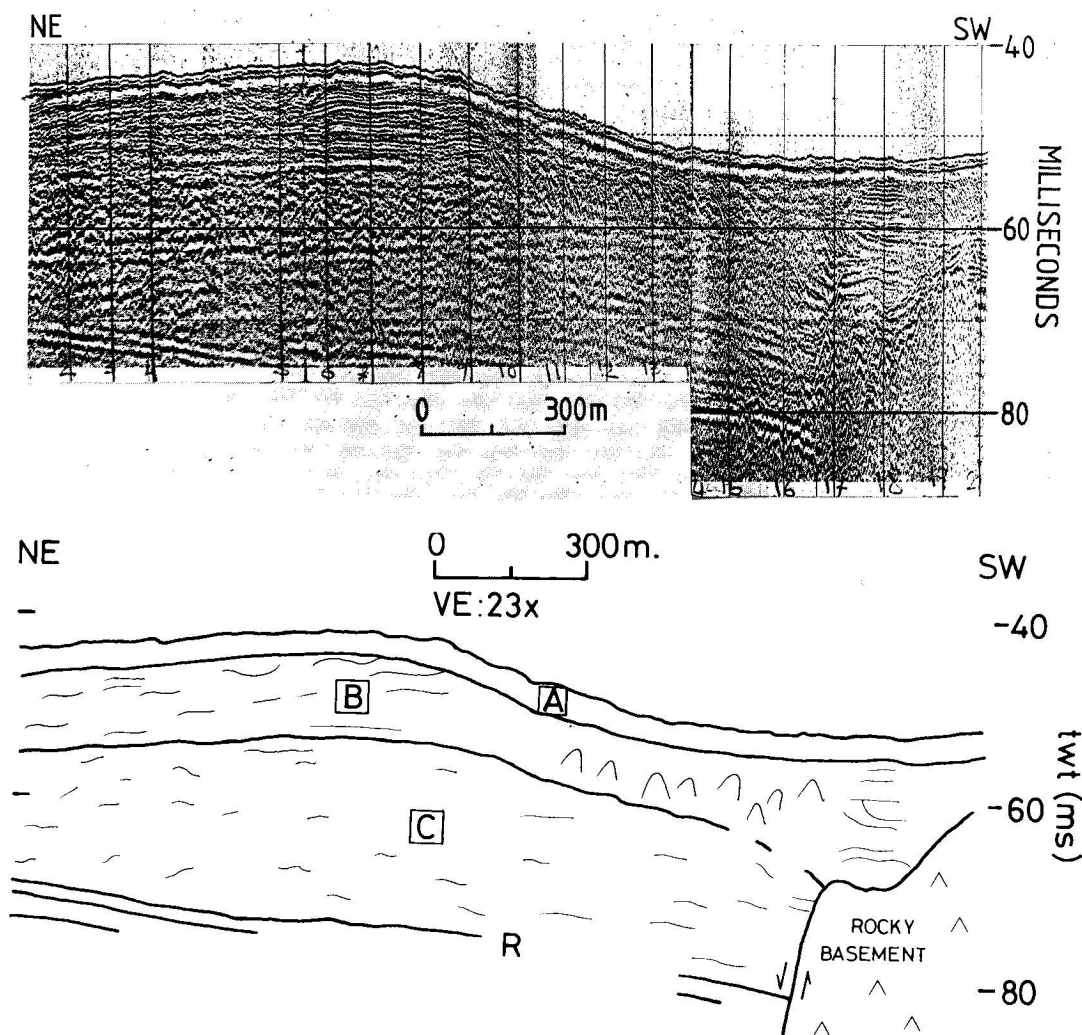 NE SW
-40
MILLISECONDS
-60
0 300m
-80
NE 0 300m. SW
VE:23x
-40
B A
twt (ms)
-60
C
ROCKY
BASEMENT
R
-80